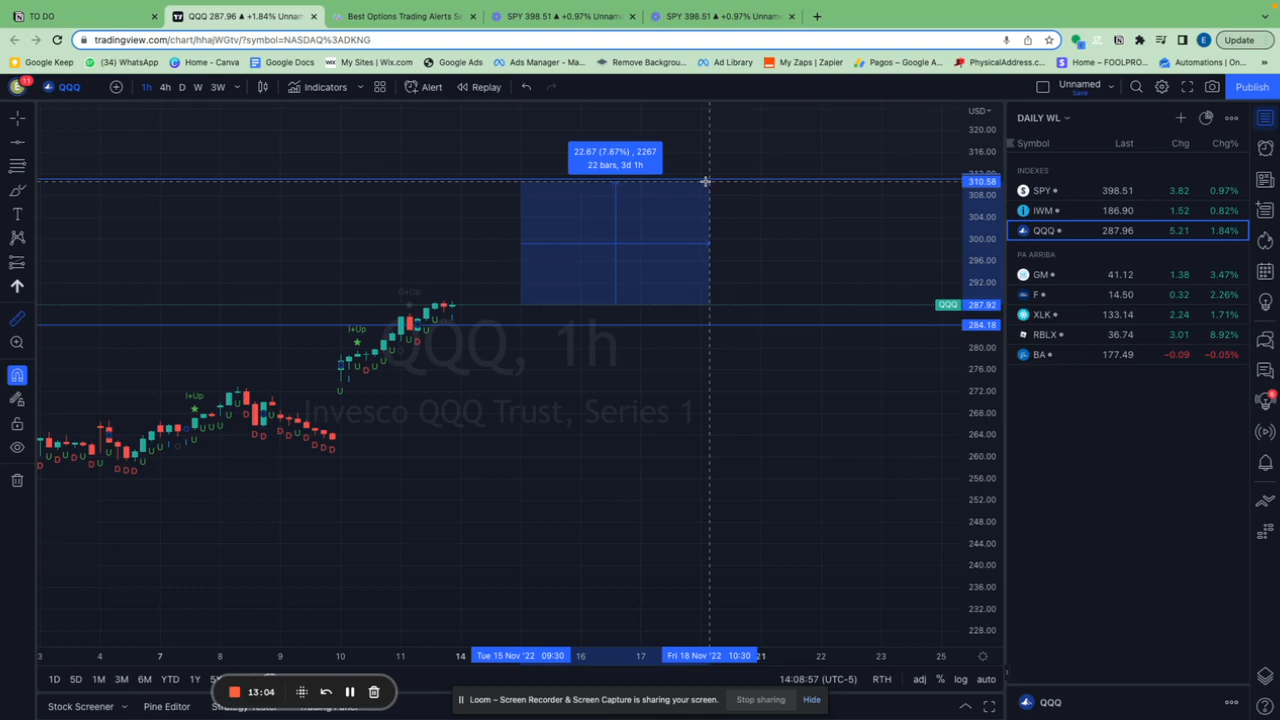 TO DO
QQQ 287.96 ▲ +1.84% Unnam
Best Options Trading Alerts Se
SPY 398.51 ▲ +0.97% Unnam
SPY 398.51 ▲ +0.97% Unnam
tradingview.com/chart/hhajWGtv/?symbol=NASDAQ%3ADKNG
E
Update
Google Keep
(34) WhatsApp
Home - Canva
Google Docs
My Sites | Wix.com
Google Ads
Ads Manager - Ma...
Remove Backgrou...
Ad Library
My Zaps | Zapier
Pagos – Google A...
PhysicalAddress.c...
Home – FOOLPRO...
Automations | On...
E
11
QQQ
1h
4h
D
W
3W
Indicators
Alert
Replay
Unnamed
Save
Publish
USD
320.00
316.00
312.00
310.58
308.00
304.00
300.00
296.00
292.00
QQQ
287.92
284.18
280.00
276.00
272.00
268.00
264.00
260.00
256.00
252.00
248.00
244.00
240.00
236.00
232.00
228.00
22.67 (7.87%) , 2267
22 bars, 3d 1h
I+Up
I+Up
QQQ, 1h
Invesco QQQ Trust, Series 1
DAILY WL
Symbol
Last
Chg
Chg%
INDEXES
SPY
398.51
3.82
0.97%
IWM
186.90
1.52
0.82%
QQQ
287.96
5.21
1.84%
PA ARRIBA
GM
41.12
1.38
3.47%
F
14.50
0.32
2.26%
XLK
133.14
2.24
1.71%
RBLX
36.74
3.01
8.92%
BA
177.49
−0.09
−0.05%
3
4
7
8
9
10
11
14
Tue 15 Nov '22 09:30
16
17
Fri 18 Nov '22 10:30
21
22
23
25
1D
5D
1M
3M
6M
YTD
1Y
14:08:57 (UTC-5)
RTH
adj
%
log
auto
13:04
Loom – Screen Recorder & Screen Capture is sharing your screen.
Stop sharing
Hide
Stock Screener
Pine Editor
Strategy Tester
Trading Panel
QQQ